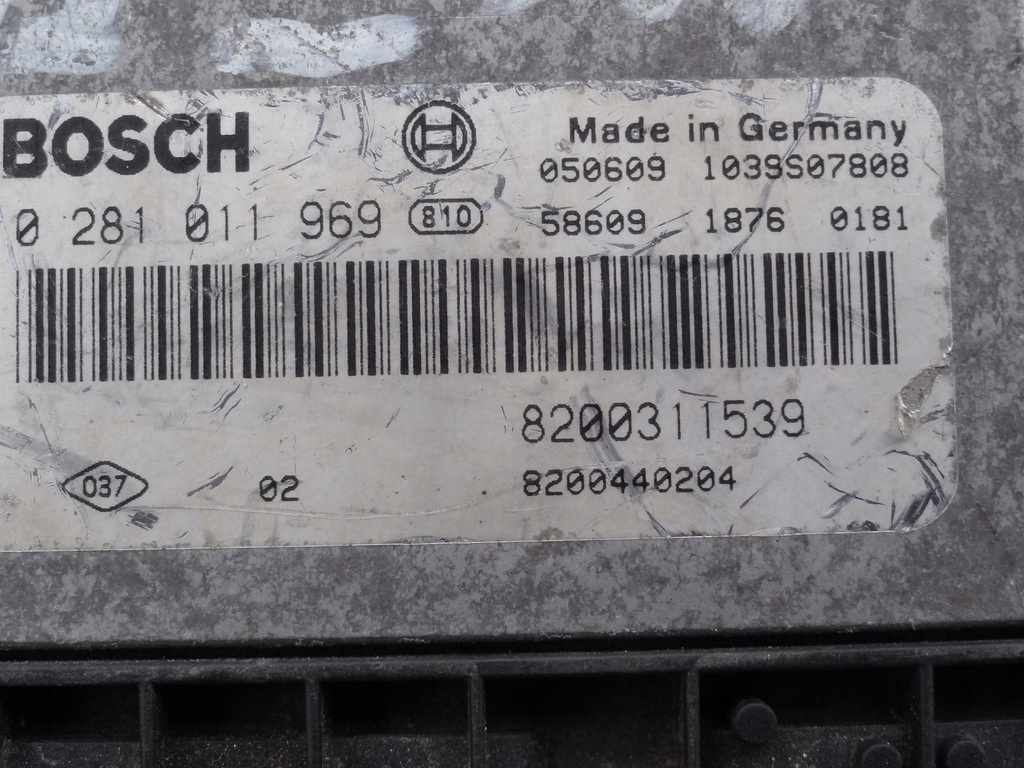 BOSCH
Made in Germany
050609 1039S07808
0 281 011 969 810 58609 1876 0181
8200311539
037 02 8200440204